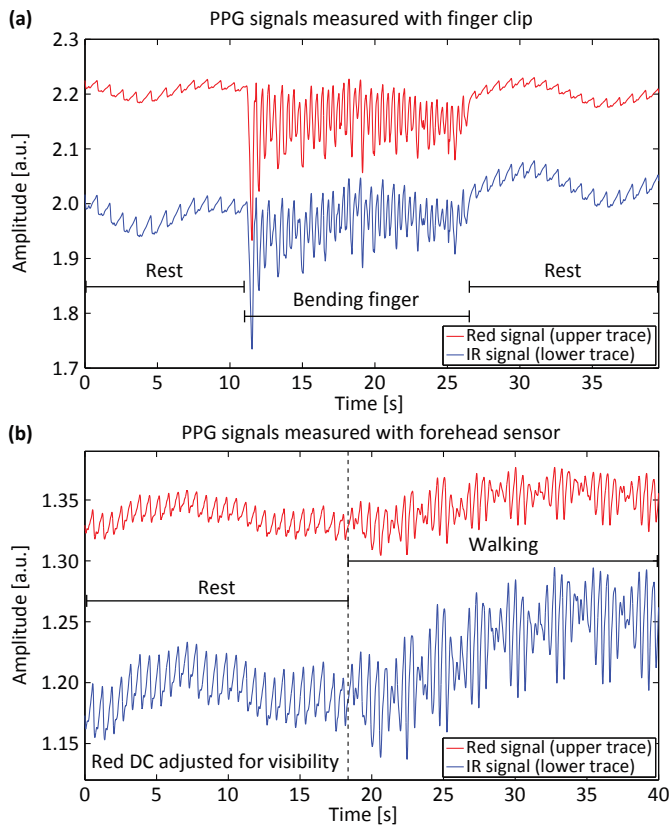 (a) PPG signals measured with finger clip
2.3
2.2
2.1
2.0
1.9
1.8
1.7
Amplitude [a.u.]
Rest
Bending finger
Rest
Red signal (upper trace)
IR signal (lower trace)
0 5 10 15 20 25 30 35
Time [s]
(b) PPG signals measured with forehead sensor
1.35
1.30
1.25
1.20
1.15
Amplitude [a.u.]
Walking
Rest
Red DC adjusted for visibility
Red signal (upper trace)
IR signal (lower trace)
0 5 10 15 20 25 30 35 40
Time [s]